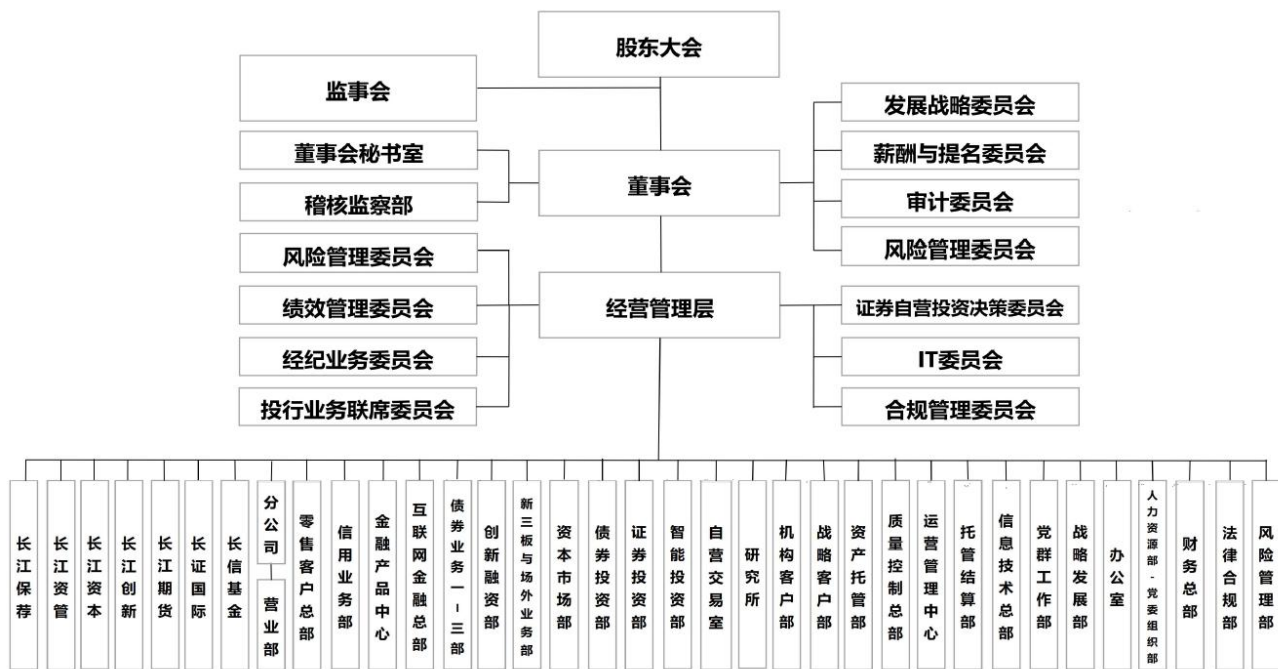 股东大会
监事会
发展战略委员会
董事会秘书室
董事会
薪酬与提名委员会
稽核监察部
审计委员会
风险管理委员会
风险管理委员会
绩效管理委员会
经营管理层
证券自营投资决策委员会
经纪业务委员会
IT委员会
投行业务联席委员会
合规管理委员会
长江保荐
长江资管
长江资本
长江创新
长江期货
长证国际
长信基金
分公司
营业部
零售客户总部
信用业务部
金融产品中心
互联网金融总部
债券业务一-三部
创新融资部
新三板与场外业务部
资本市场部
债券投资部
证券投资部
智能投资部
自营交易室
研究所
机构客户部
战略客户部
资产托管部
质量控制总部
运营管理中心
托管结算部
信息技术总部
党群工作部
战略发展部
办公室
人力资源部-党委组织部
财务总部
法律合规部
风险管理部